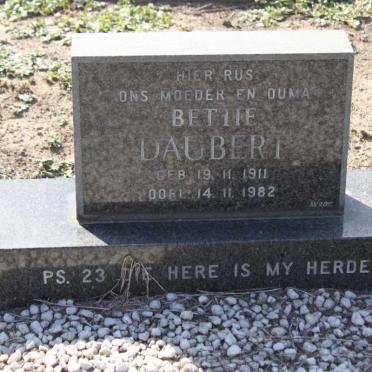 HIER RUS
ONS MOEDER EN OUMA
BETTIE
DAUBERT
GEB. 19. 11. 1911
OORL. 14. 11. 1982
PS. 23 HERE IS MY HERDE